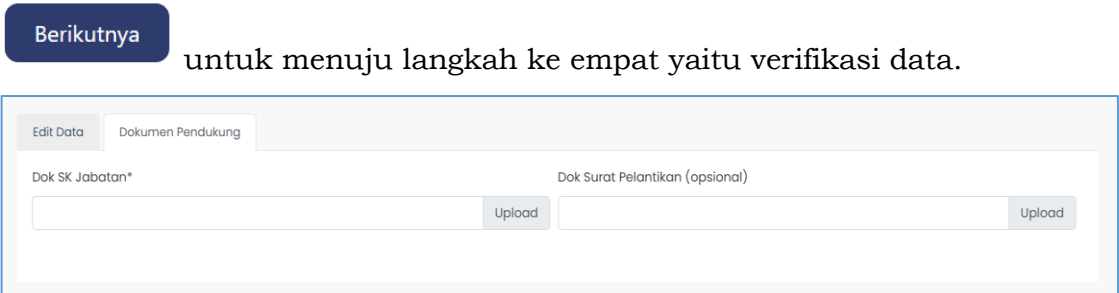 Berikutnya untuk menuju langkah ke empat yaitu verifikasi data.
Edit Data Dokumen Pendukung
Dok SK Jabatan* Dok Surat Pelantikan (opsional)
Upload Upload